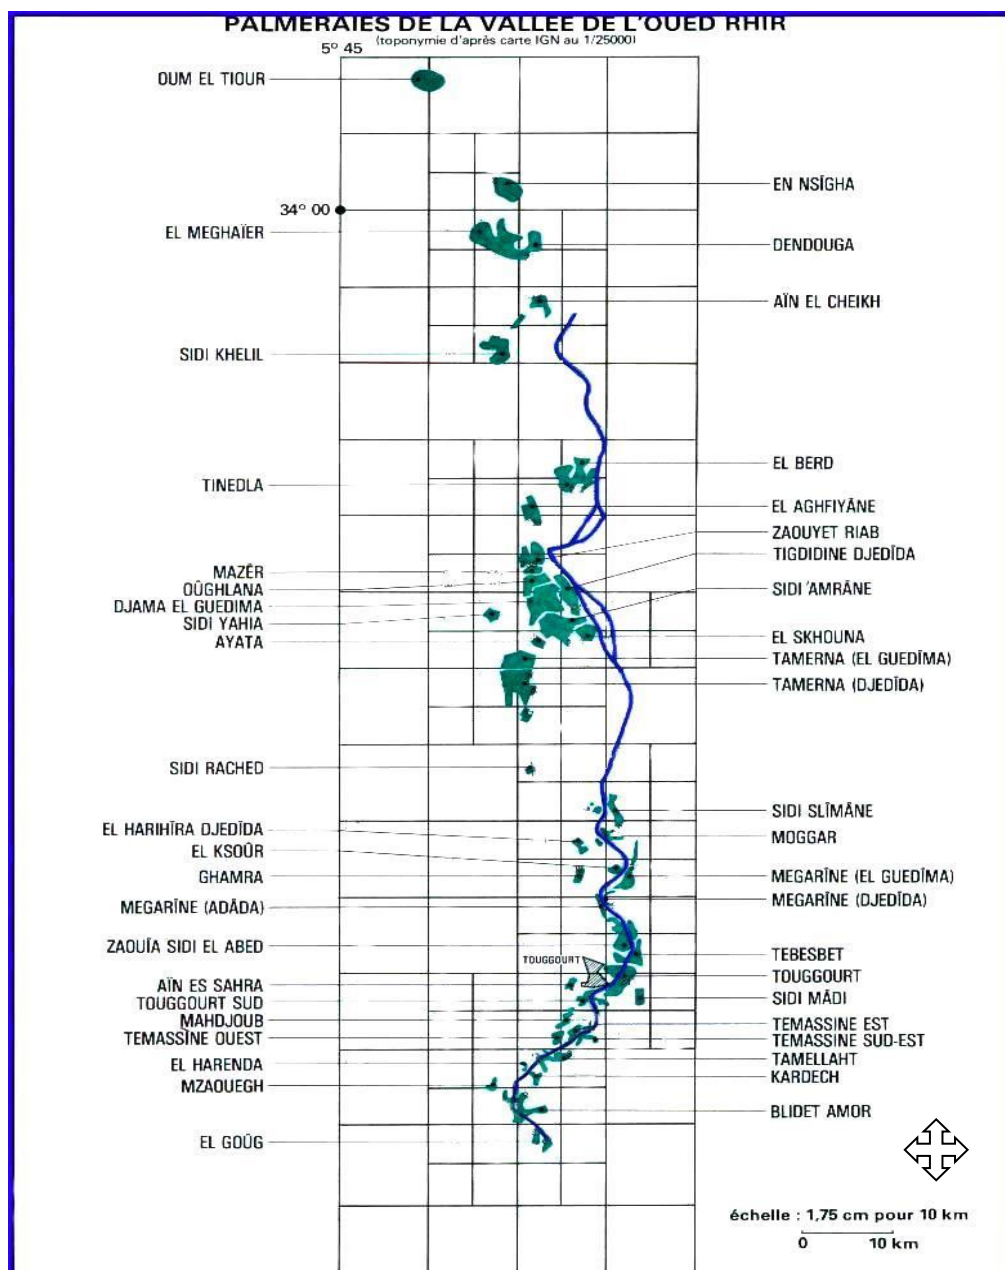 PALMERAIES DE LA VALLEE DE L'OUED RHIR
(toponymie d'après carte IGN au 1/25000)
5° 45
OUM EL TIOUR
EN NSÎGHA
34° 00
EL MEGHAÏER
DENDOUGA
AÏN EL CHEIKH
SIDI KHELIL
EL BERD
TINEDLA
EL AGHFIYÂNE
ZAOUYET RIAB
TIGDIDINE DJEDÎDA
MAZÊR
OÛGHLANA
SIDI 'AMRÂNE
DJAMA EL GUEDIMA
SIDI YAHIA
EL SKHOUNA
AYATA
TAMERNA (EL GUEDÎMA)
TAMERNA (DJEDÎDA)
SIDI RACHED
SIDI SLÎMÂNE
EL HARIHÎRA DJEDÎDA
MOGGAR
EL KSOÛR
GHAMRA
MEGARÎNE (EL GUEDÎMA)
MEGARÎNE (DJEDÎDA)
MEGARÎNE (ADÂDA)
ZAOUÎA SIDI EL ABED
TEBESBET
TOUGGOURT
TOUGGOURT
AÏN ES SAHRA
SIDI MÂDI
TOUGGOURT SUD
MAHDJOUB
TEMASSINE EST
TEMASSÎNE OUEST
TEMASSINE SUD-EST
TAMELLAHT
EL HARENDA
KARDECH
MZAOUEGH
BLIDET AMOR
EL GOÛG
échelle : 1,75 cm pour 10 km
0 10 km